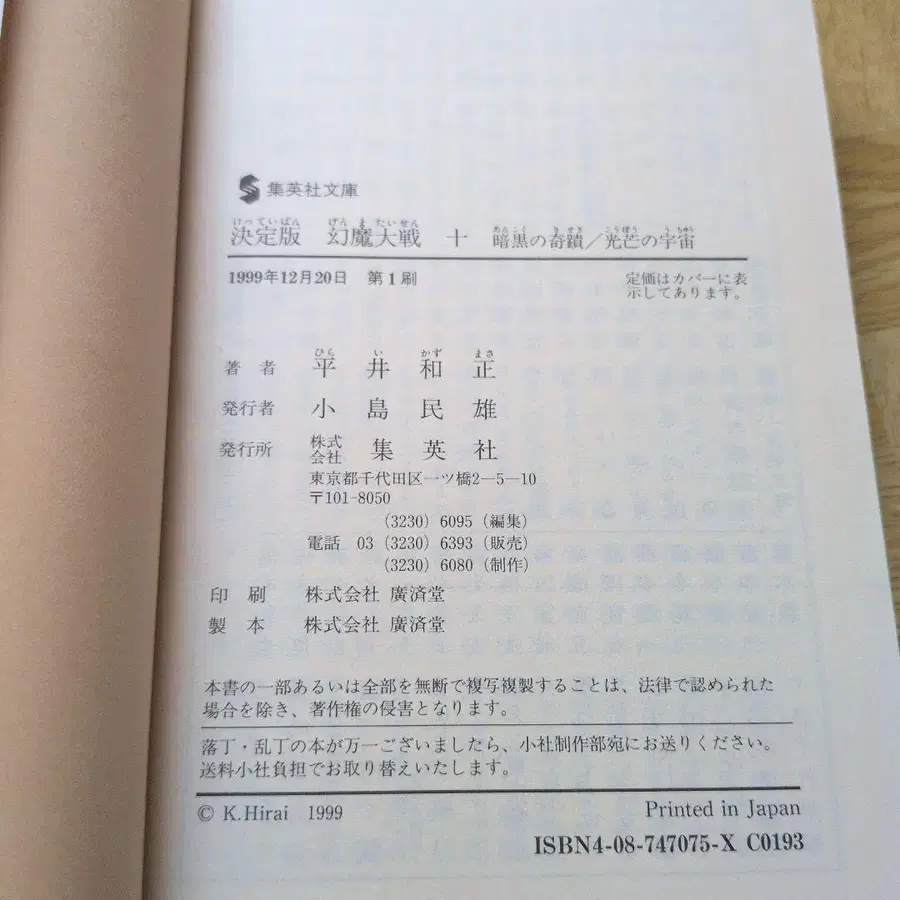 集英社文庫
けっていばん げんまたいせん あんこく きせき こうぼう うちゅう
決定版 幻魔大戦 十 暗黒の奇蹟/光芒の宇宙
1999年12月20日 第1刷
定価はカバーに表
示してあります。
ひら い かず まさ
著者 平井和正
発行者 小島民雄
発行所 株式会社 集英社
東京都千代田区一ツ橋2―5―10
〒101-8050
(3230) 6095 (編集)
電話 03 (3230) 6393 (販売)
(3230) 6080 (制作)
印刷 株式会社 廣済堂
製本 株式会社 廣済堂
本書の一部あるいは全部を無断で複写複製することは、法律で認められた
場合を除き、著作権の侵害となります。
落丁・乱丁の本が万一ございましたら、小社制作部宛にお送りください。
送料小社負担でお取り替えいたします。
© K.Hirai 1999
Printed in Japan
ISBN4-08-747075-X C0193